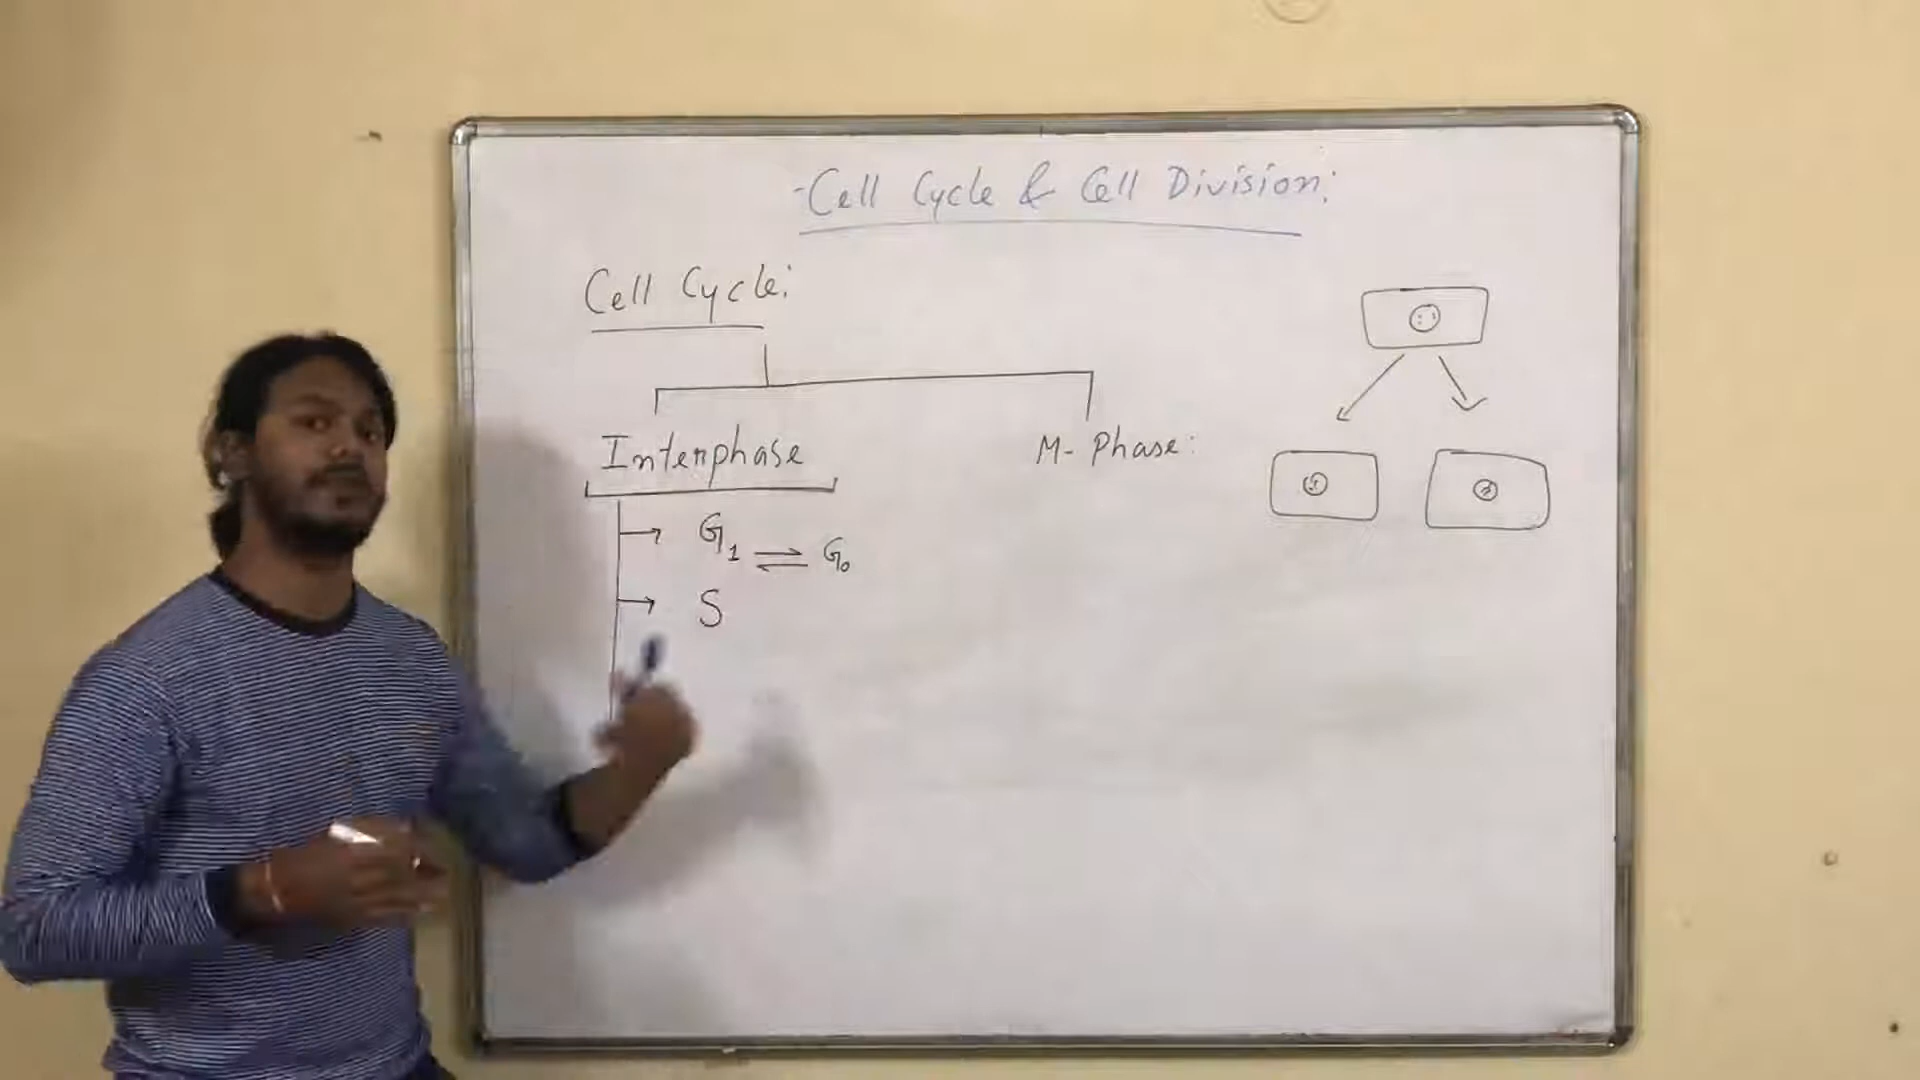 -Cell Cycle & Cell Division:
Cell Cycle:
Interphase
M- Phase:
G₁ ⇌ G₀
S